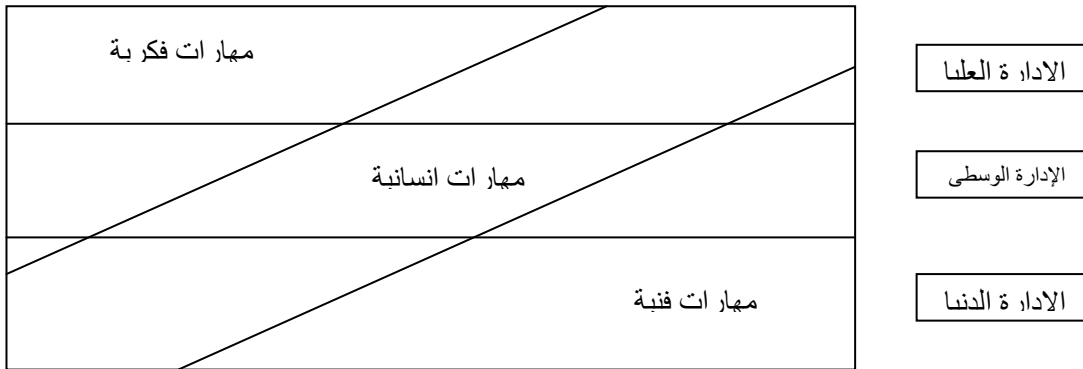 مهارات فكرية
الادارة العليا
مهارات انسانية
الإدارة الوسطى
مهارات فنية
الادارة الدنيا